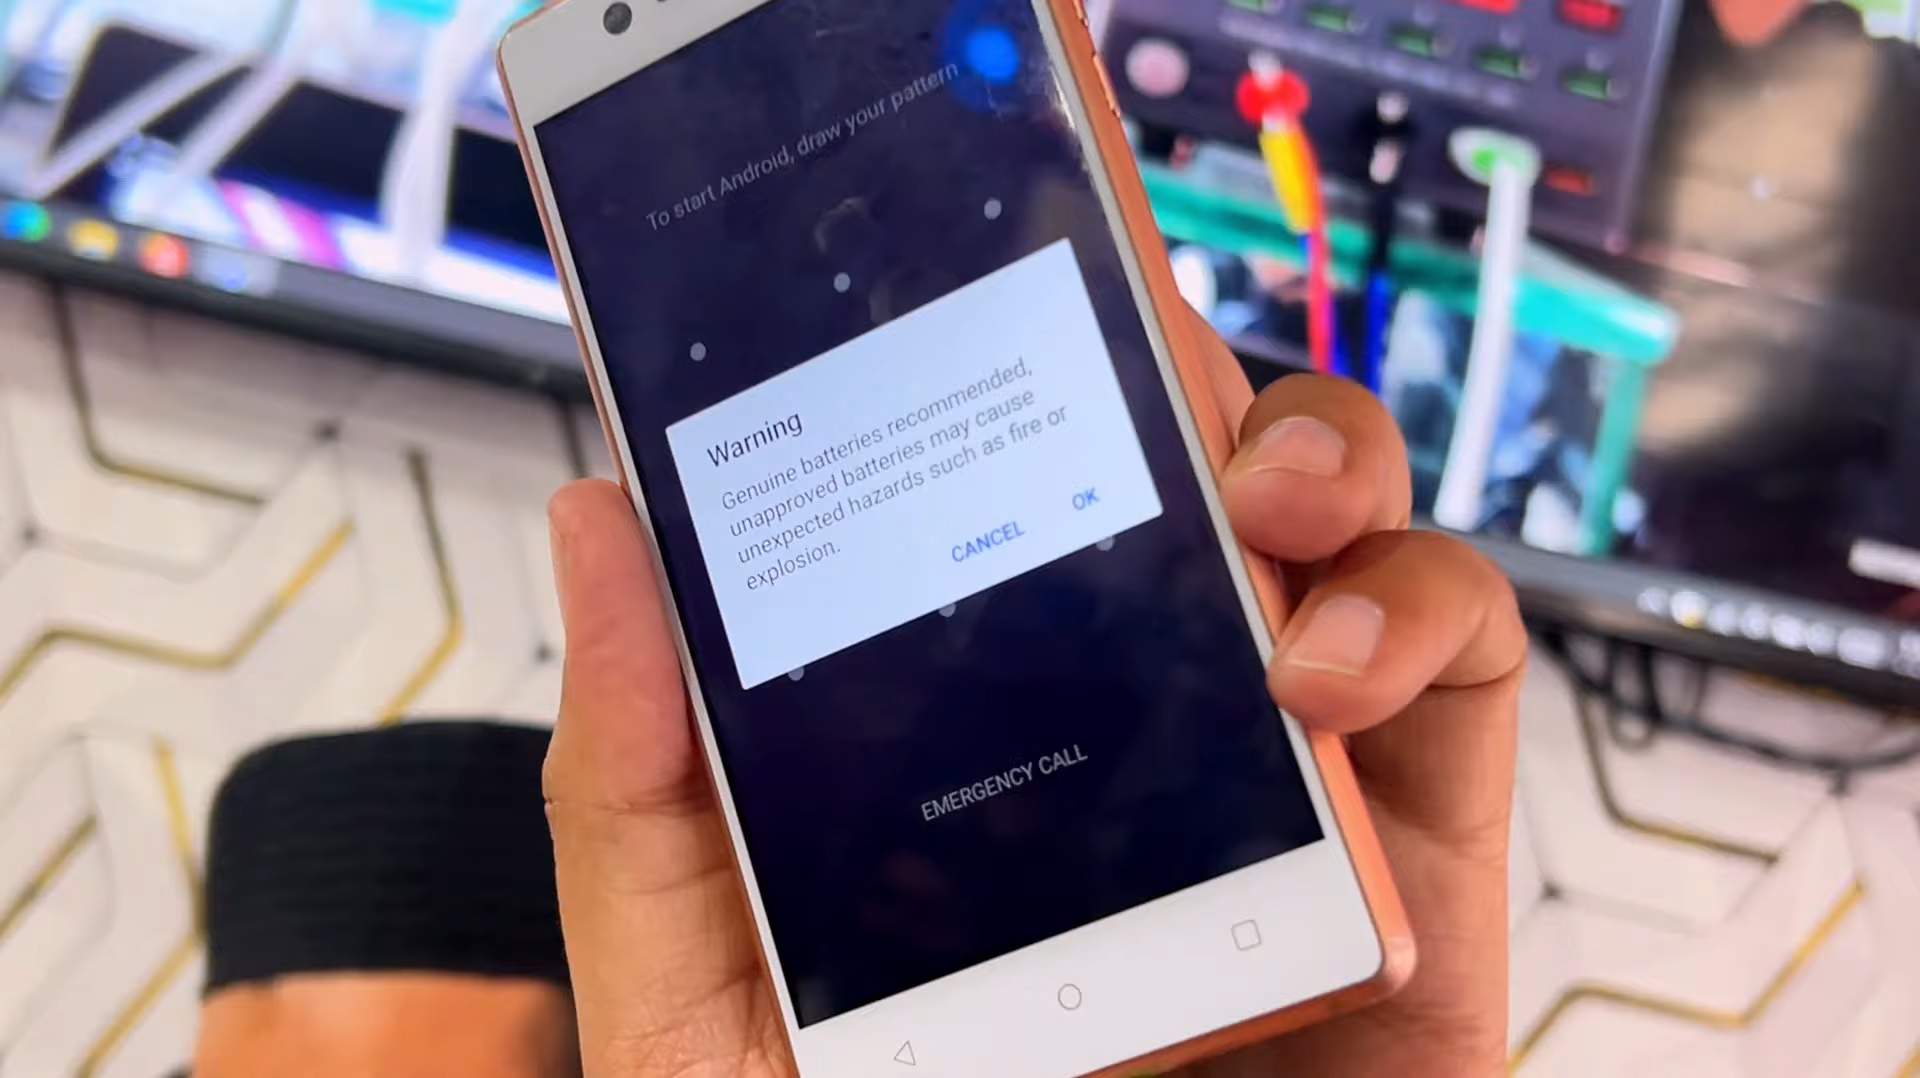 To start Android, draw your pattern
Warning
Genuine batteries recommended,
unapproved batteries may cause
unexpected hazards such as fire or
explosion.
CANCEL OK
EMERGENCY CALL